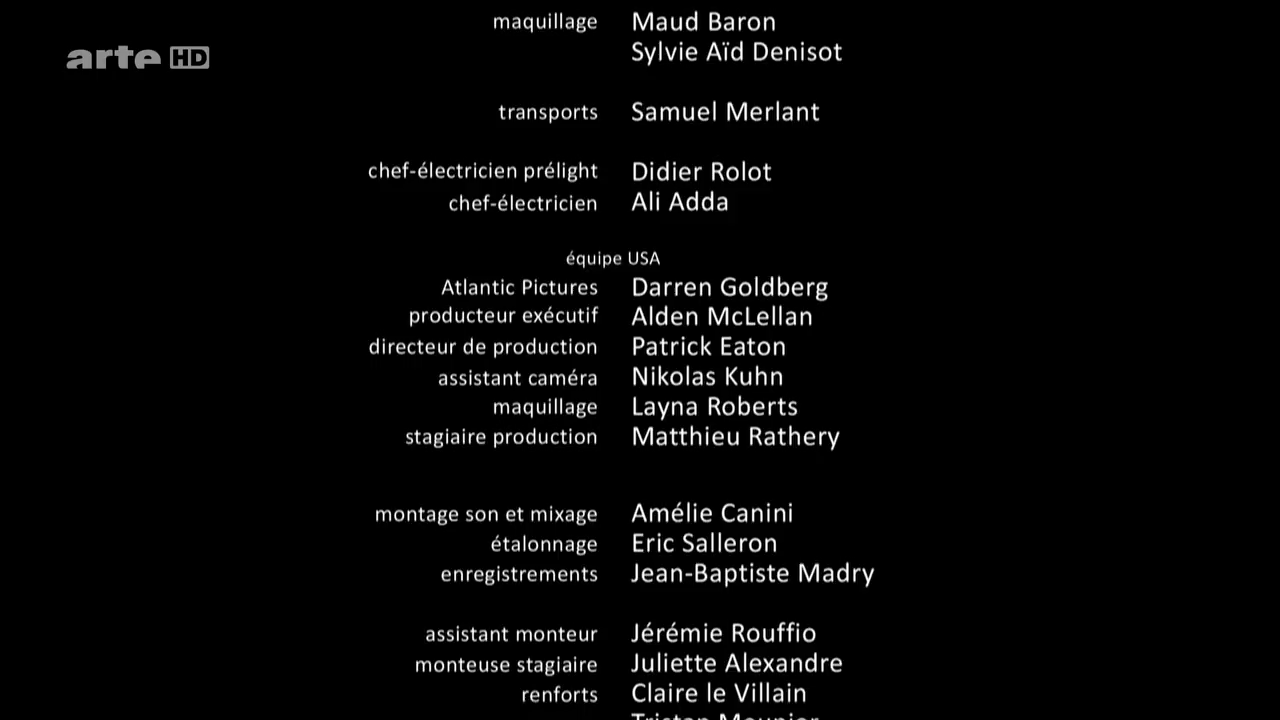 arte HD
maquillage Maud Baron
Sylvie Aïd Denisot
transports Samuel Merlant
chef-électricien prélight Didier Rolot
chef-électricien Ali Adda
équipe USA
Atlantic Pictures Darren Goldberg
producteur exécutif Alden McLellan
directeur de production Patrick Eaton
assistant caméra Nikolas Kuhn
maquillage Layna Roberts
stagiaire production Matthieu Rathery
montage son et mixage Amélie Canini
étalonnage Eric Salleron
enregistrements Jean-Baptiste Madry
assistant monteur Jérémie Rouffio
monteuse stagiaire Juliette Alexandre
renforts Claire le Villain